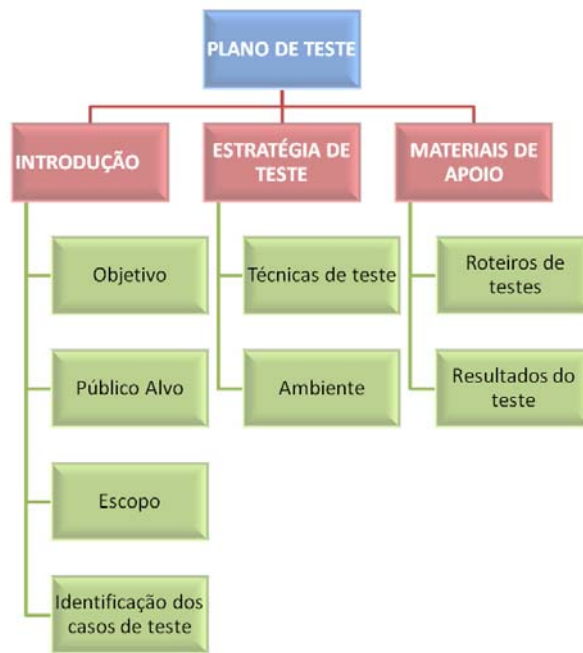 PLANO DE TESTE
INTRODUÇÃO
Objetivo
Público Alvo
Escopo
Identificação dos
casos de teste
ESTRATÉGIA DE
TESTE
Técnicas de teste
Ambiente
MATERIAIS DE
APOIO
Roteiros de
testes
Resultados do
teste